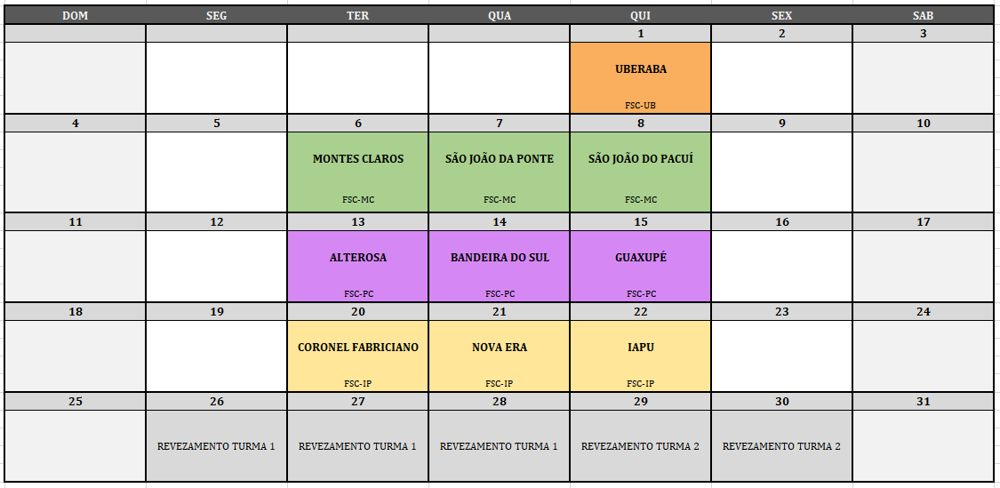 DOM SEG TER QUA QUI SEX SAB
1 2 3
UBERABA
FSC-UB
4 5 6 7 8 9 10
MONTES CLAROS SÃO JOÃO DA PONTE SÃO JOÃO DO PACUÍ
FSC-MC FSC-MC FSC-MC
11 12 13 14 15 16 17
ALTEROSA BANDEIRA DO SUL GUAXUPÉ
FSC-PC FSC-PC FSC-PC
18 19 20 21 22 23 24
CORONEL FABRICIANO NOVA ERA IAPU
FSC-IP FSC-IP FSC-IP
25 26 27 28 29 30 31
REVEZAMENTO TURMA 1 REVEZAMENTO TURMA 1 REVEZAMENTO TURMA 1 REVEZAMENTO TURMA 2 REVEZAMENTO TURMA 2